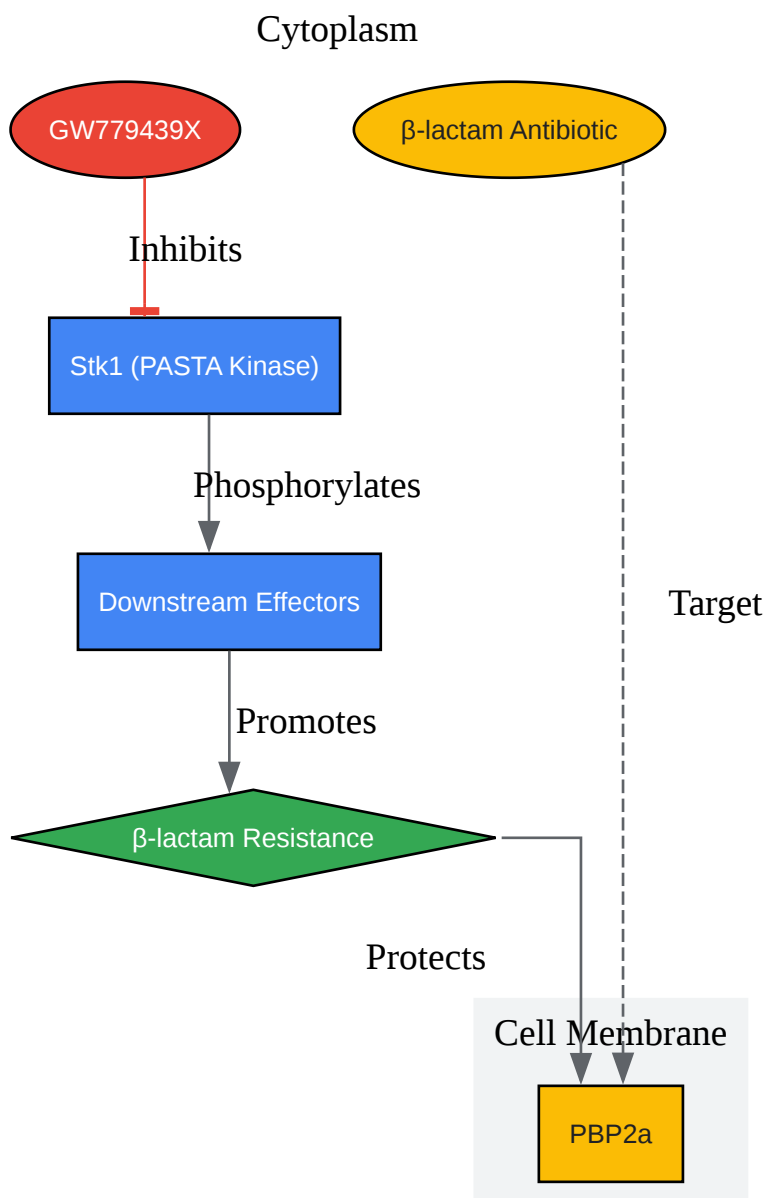 Cytoplasm
GW779439X
β-lactam Antibiotic
Inhibits
Stk1 (PASTA Kinase)
Phosphorylates
Downstream Effectors
Target
Promotes
β-lactam Resistance
Protects
Cell Membrane
PBP2a